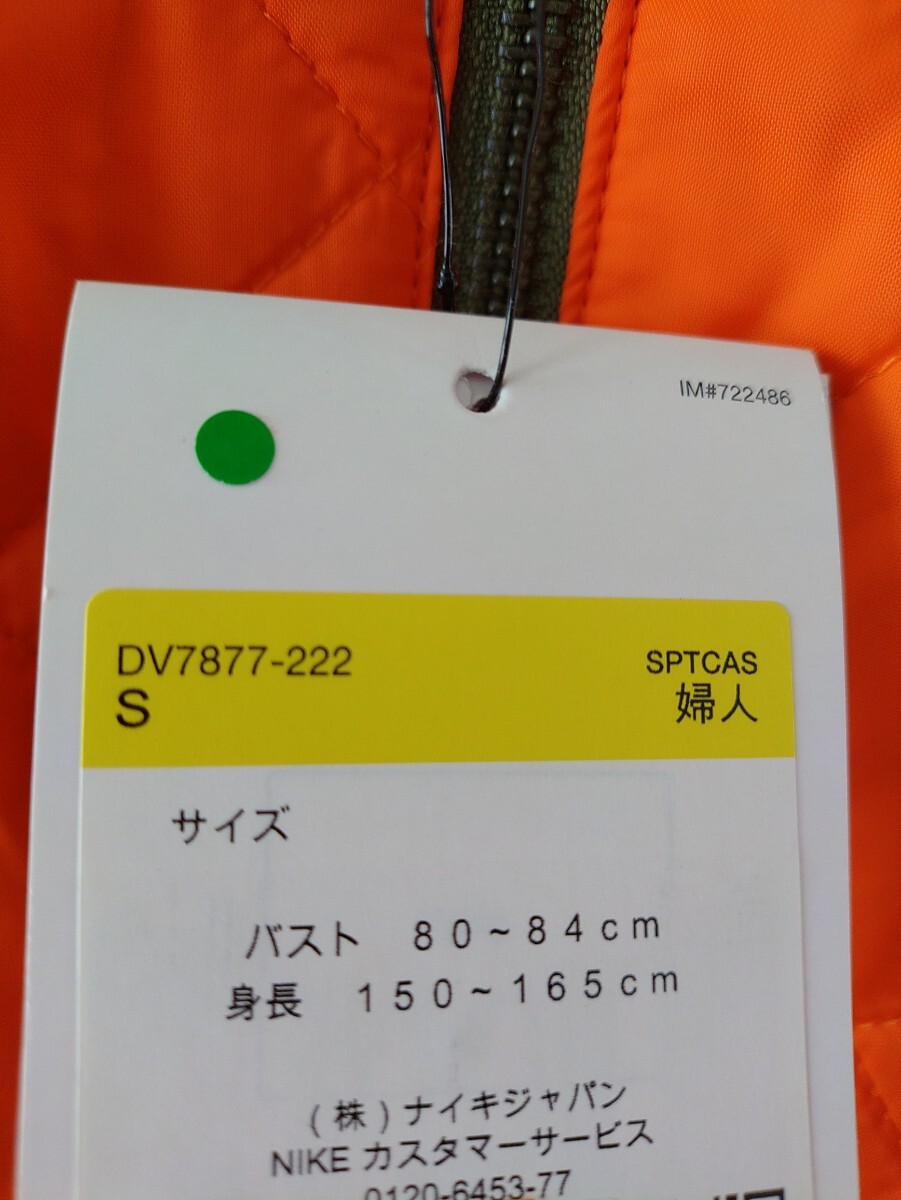 IM#722486
DV7877-222
S
SPTCAS
婦人
サイズ
バスト 80~84cm
身長 150~165cm
(株)ナイキジャパン
NIKE カスタマーサービス
0120-6453-77